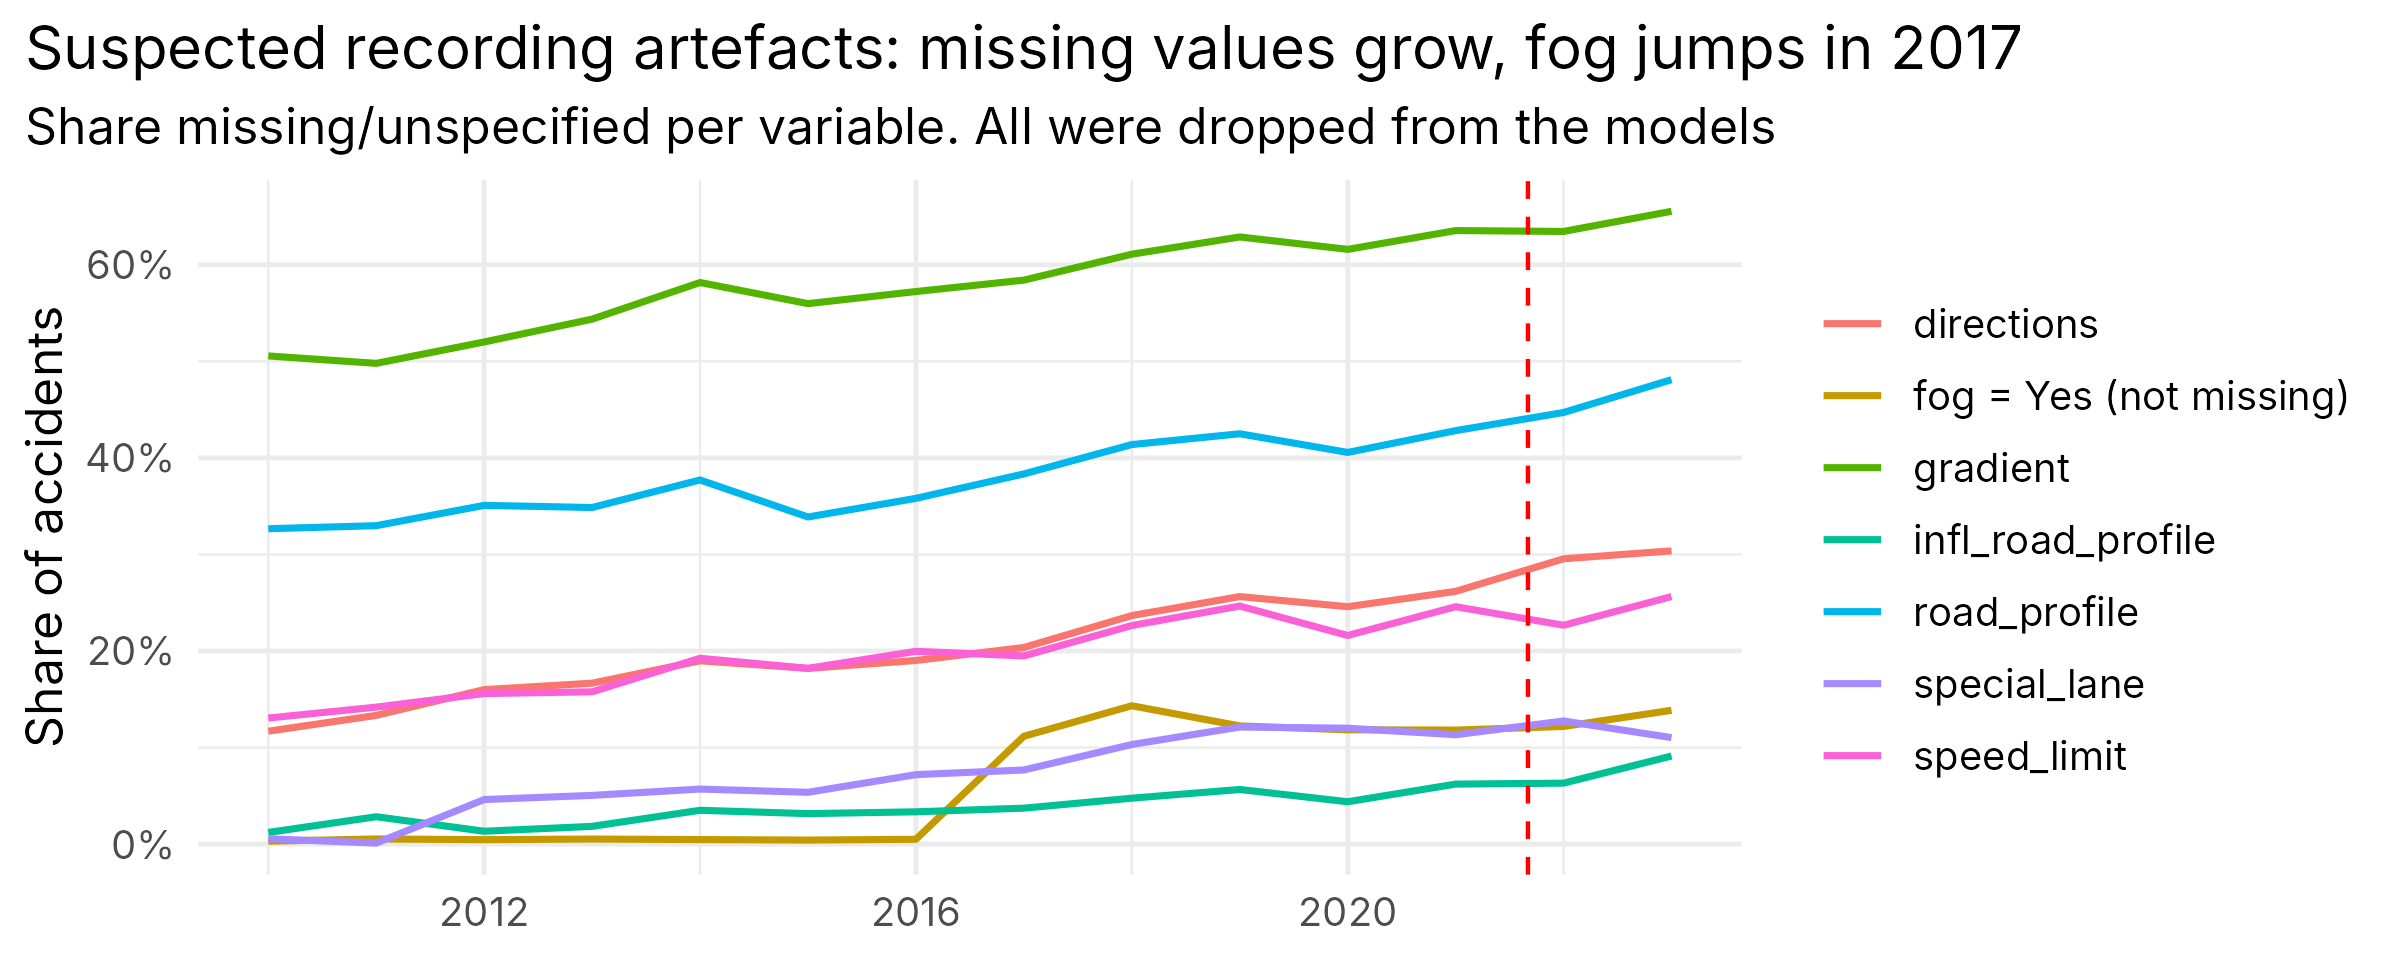 Suspected recording artefacts: missing values grow, fog jumps in 2017
Share missing/unspecified per variable. All were dropped from the models
Share of accidents
60%
40%
20%
0%
2012
2016
2020
directions
fog = Yes (not missing)
gradient
infl_road_profile
road_profile
special_lane
speed_limit